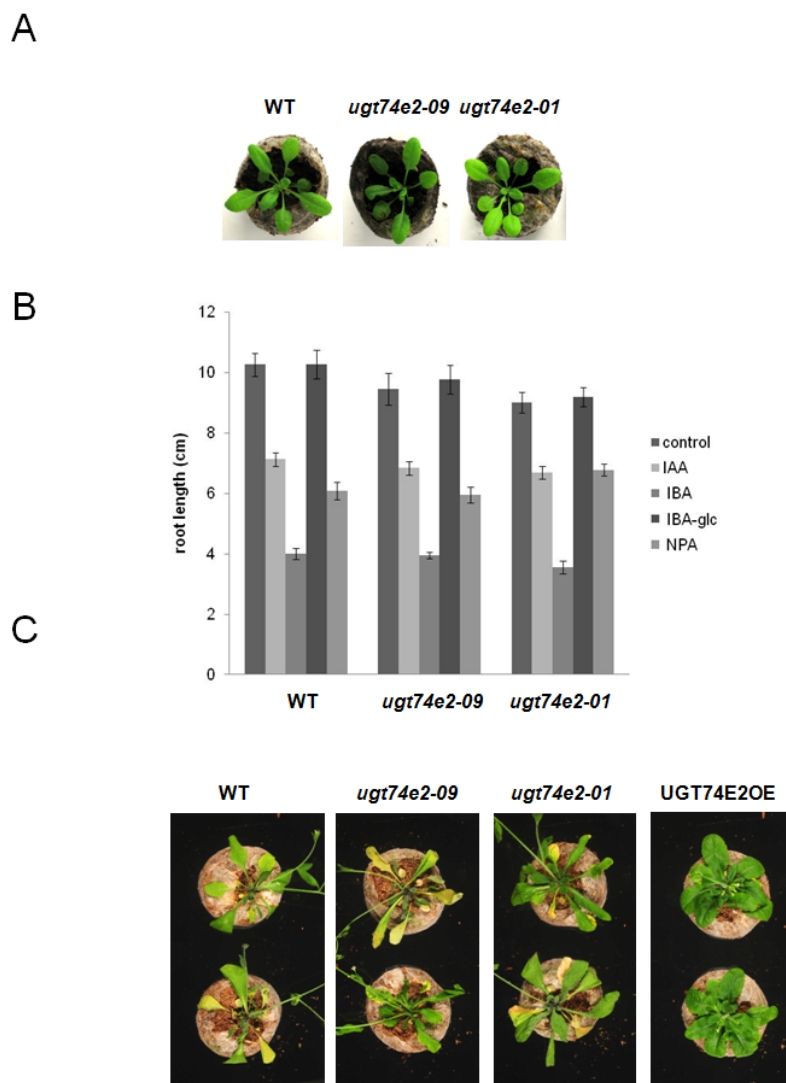 A
WT ugt74e2-09 ugt74e2-01
B
12
10
8
6
4
2
0
root length (cm)
control
IAA
IBA
IBA-glc
NPA
WT ugt74e2-09 ugt74e2-01
C
WT ugt74e2-09 ugt74e2-01 UGT74E2OE